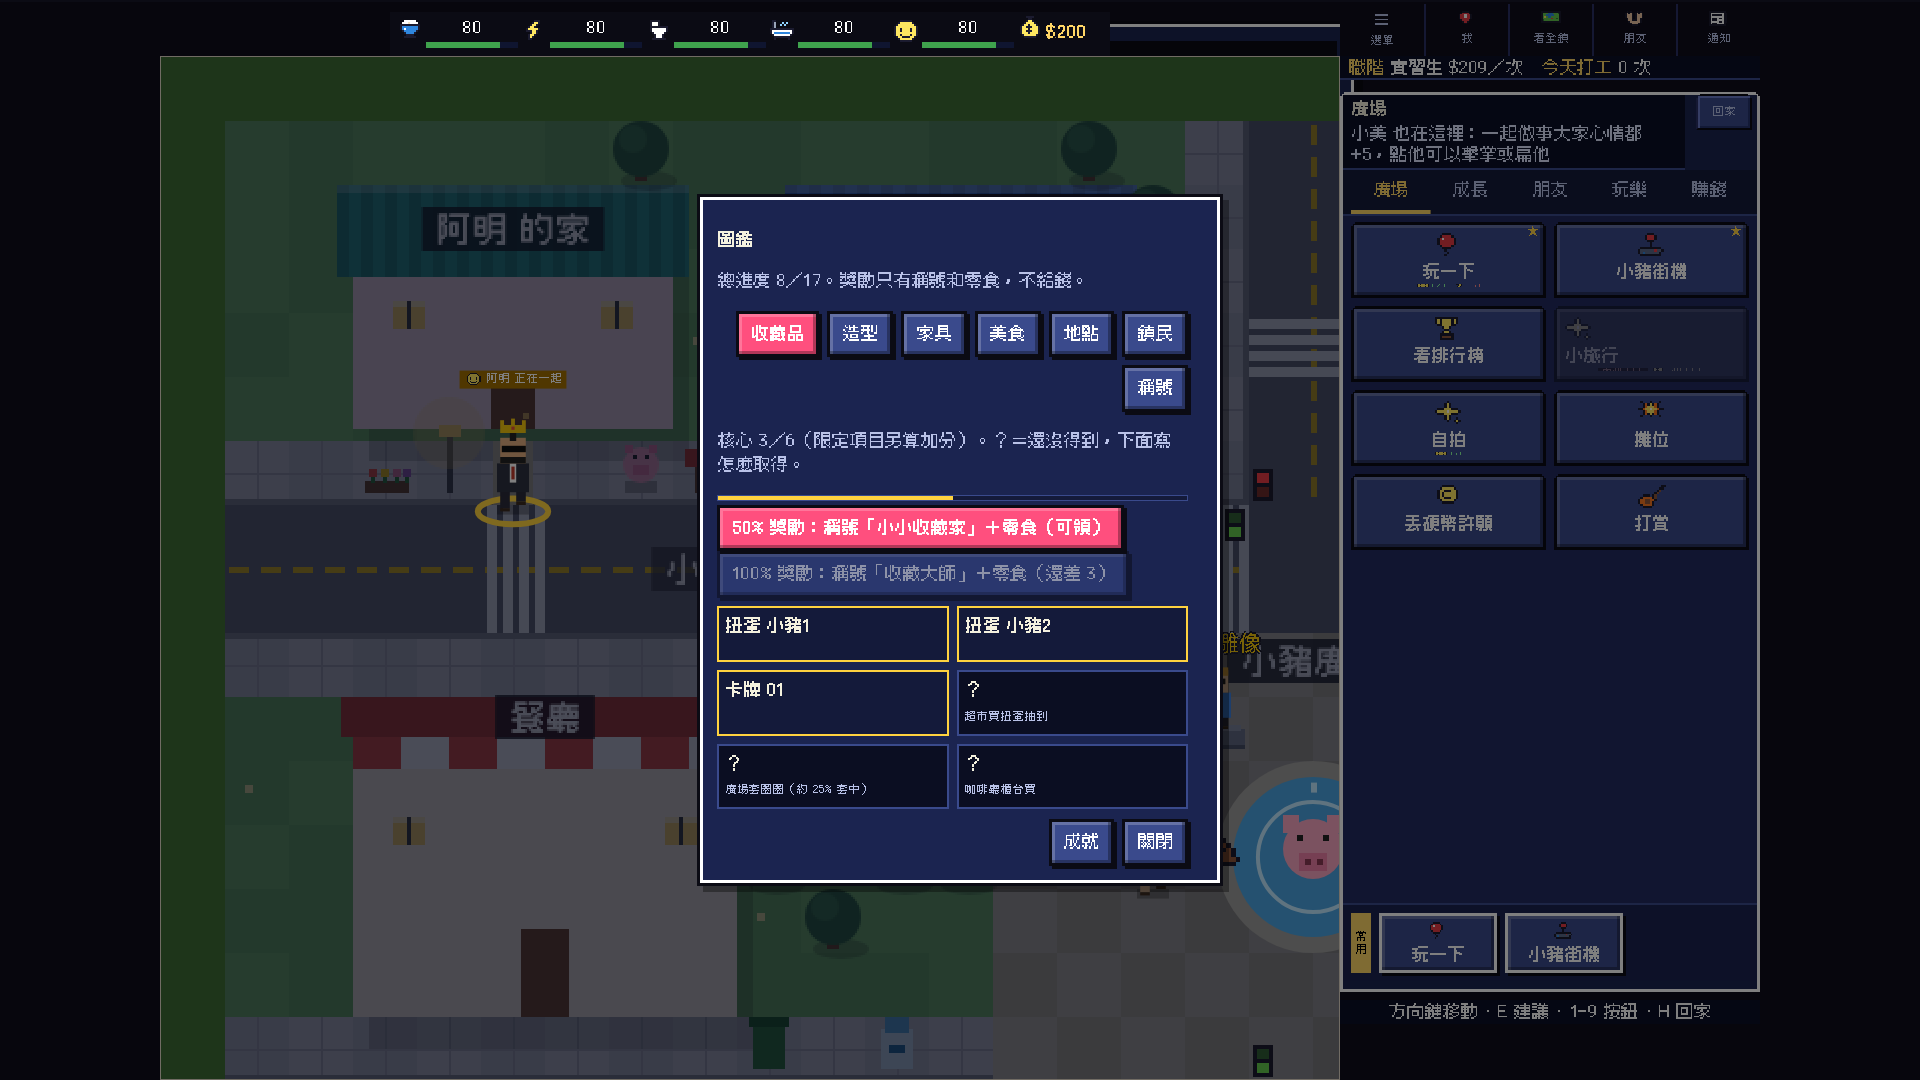 80
80
80
80
80
$200
選單
我
看全鎮
朋友
通知
職階 實習生 $209/次 今天打工 0 次
廣場
回家
小美 也在這裡:一起做事大家心情都
+5,點他可以擊掌或扁他
廣場
成長
朋友
玩樂
賺錢
玩一下
小豬街機
看排行榜
小旅行
自拍
攤位
丟硬幣許願
打賞
常用
玩一下
小豬街機
方向鍵移動 · E 建議 · 1-9 按鈕 · H 回家
阿明 的家
阿明 正在一起
小
餐廳
雕像
小豬廣
圖鑑
總進度 8/17。獎勵只有稱號和零食,不給錢。
收藏品
造型
家具
美食
地點
鎮民
稱號
核心 3/6(限定項目另算加分)。?=還沒得到,下面寫
怎麼取得。
50% 獎勵:稱號「小小收藏家」+零食(可領)
100% 獎勵:稱號「收藏大師」+零食(還差 3)
扭蛋 小豬1
扭蛋 小豬2
卡牌 01
?
超市買扭蛋抽到
?
廣場套圈圈(約 25% 套中)
?
咖啡廳櫃台買
成就
關閉